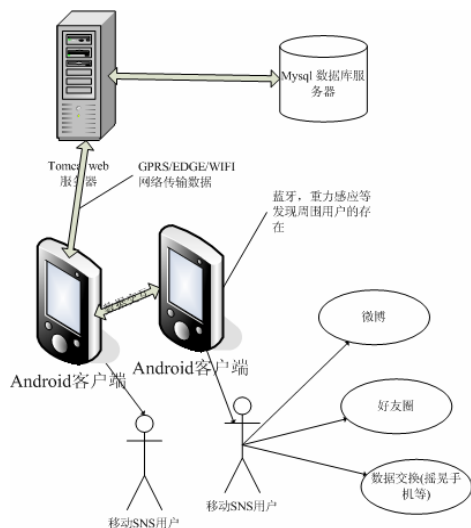 Mysql 数据库服
务器
Tomcat web
服务器
GPRS/EDGE/WIFI
网络传输数据
蓝牙，重力感应等
发现周围用户的存
在
Android客户端
Android客户端
微博
好友圈
数据交换(摇晃手
机等)
移动SNS用户
移动SNS用户